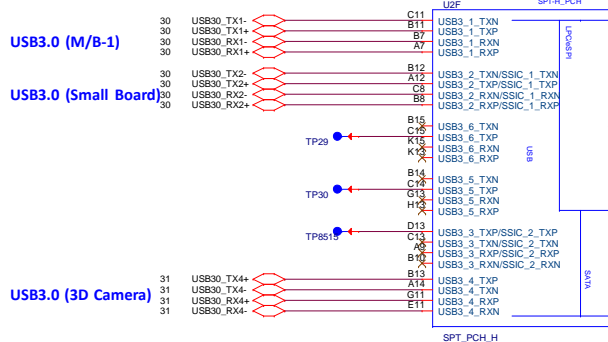 U2F
SPT-H_PCH
USB3.0 (M/B-1)
30 USB30_TX1- C11 USB3_1_TXN
30 USB30_TX1+ B11 USB3_1_TXP
30 USB30_RX1- B7 USB3_1_RXN
30 USB30_RX1+ A7 USB3_1_RXP
LPC/eSPI
USB3.0 (Small Board)
30 USB30_TX2- B12 USB3_2_TXN/SSIC_1_TXN
30 USB30_TX2+ A12 USB3_2_TXP/SSIC_1_TXP
30 USB30_RX2- C8 USB3_2_RXN/SSIC_1_RXN
30 USB30_RX2+ B8 USB3_2_RXP/SSIC_1_RXP
B15 USB3_6_TXN
TP29 C15 USB3_6_TXP
K15 USB3_6_RXN
K13 USB3_6_RXP
USB
B14 USB3_5_TXN
TP30 C14 USB3_5_TXP
G13 USB3_5_RXN
H13 USB3_5_RXP
TP8515 D13 USB3_3_TXP/SSIC_2_TXP
C13 USB3_3_TXN/SSIC_2_TXN
A9 USB3_3_RXP/SSIC_2_RXP
B10 USB3_3_RXN/SSIC_2_RXN
SATA
USB3.0 (3D Camera)
31 USB30_TX4+ B13 USB3_4_TXP
31 USB30_TX4- A14 USB3_4_TXN
31 USB30_RX4+ G11 USB3_4_RXP
31 USB30_RX4- E11 USB3_4_RXN
SPT_PCH_H